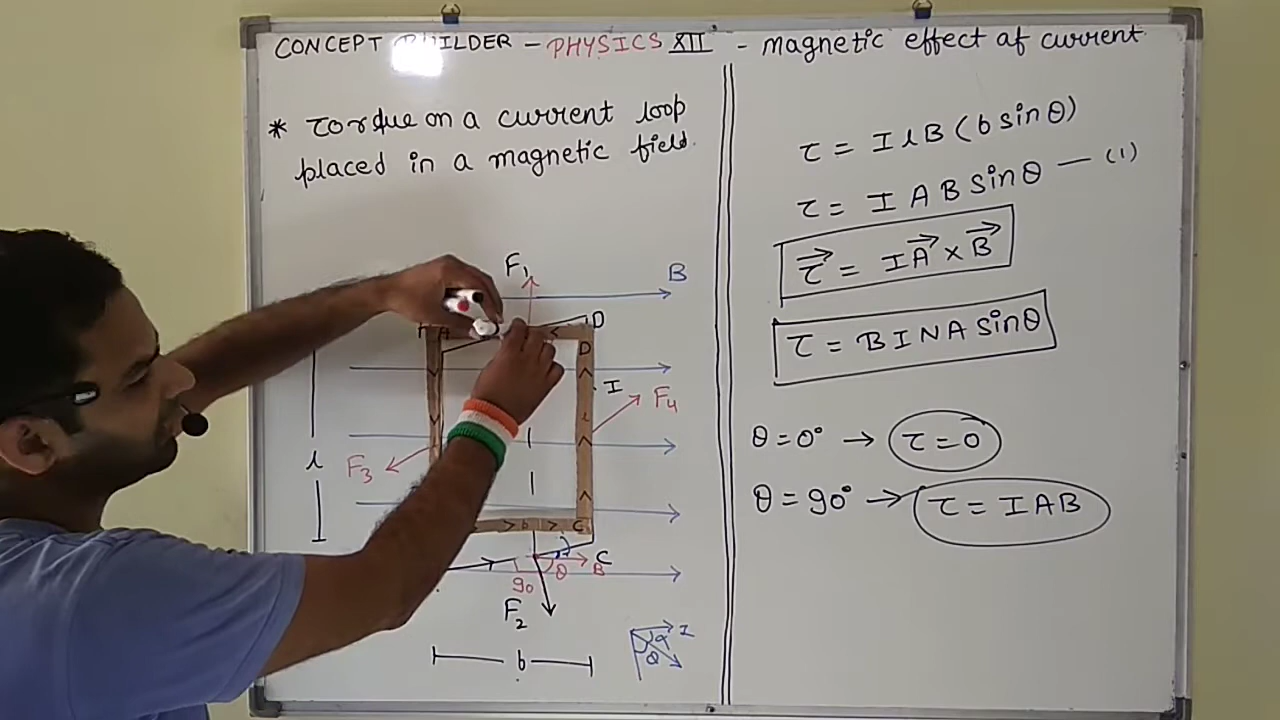 CONCEPT BUILDER - PHYSICS XII - magnetic effect of current
* Torque on a current loop
placed in a magnetic field.
F₁
B
A
D
D
I
l
F₄
F₃
l
b
C
C
90
θ
B
F₂
b
α
I
θ
τ = I l B (b sin θ)
τ = I A B sin θ — (1)
τ⃗ = I A⃗ × B⃗
τ = B I N A sin θ
θ = 0° → τ = 0
θ = 90° → τ = I A B